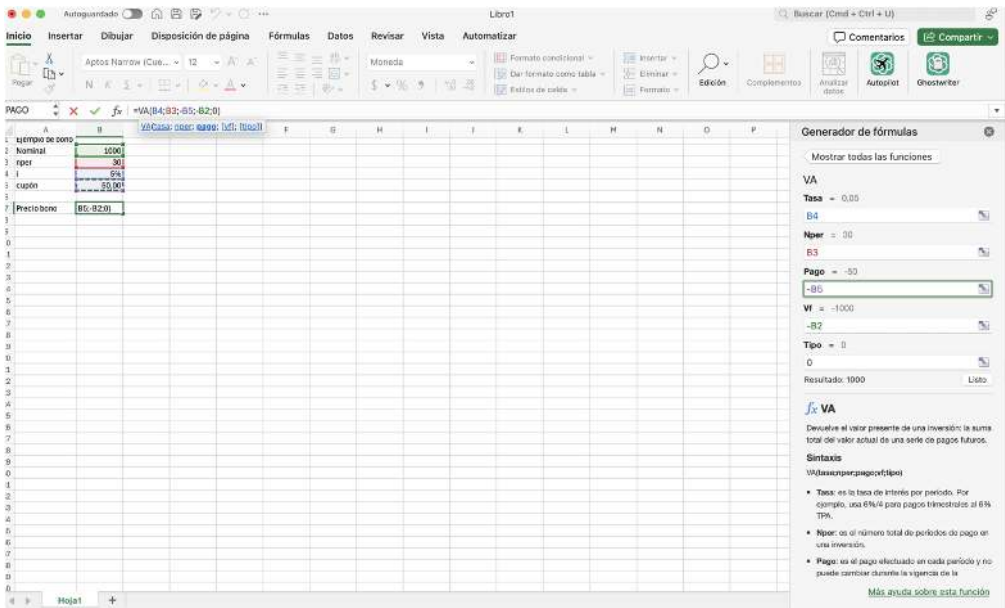 Autoguardado
Libro1
Buscar (Cmd + Ctrl + U)
Inicio Insertar Dibujar Disposición de página Fórmulas Datos Revisar Vista Automatizar
Comentarios Compartir
Pegar
Aptos Narrow (Cue... 12
N K S
Moneda
Formato condicional
Dar formato como tabla
Estilos de celda
Insertar
Eliminar
Formato
Edición
Complementos
Analizar datos
Autopilot
Ghostwriter
PAGO fx =VA(B4;B3;-B5;-B2;0)
VA(tasa; nper; pago; [vf]; [tipo])
A B F G H I J K L M N O P
Ejemplo de bono
Nominal 1000
nper 30
i 5%
cupón 50,00
Precio bono B5;-B2;0)
Generador de fórmulas
Mostrar todas las funciones
VA
Tasa = 0,05
B4
Nper = 30
B3
Pago = -50
-B5
Vf = -1000
-B2
Tipo = 0
0
Resultado: 1000 Listo
fx VA
Devuelve el valor presente de una inversión: la suma
total del valor actual de una serie de pagos futuros.
Sintaxis
VA(tasa;nper;pago;vf;tipo)
• Tasa: es la tasa de interés por período. Por
ejemplo, usa 6%/4 para pagos trimestrales al 6%
TPA.
• Nper: es el número total de períodos de pago en
una inversión.
• Pago: es el pago efectuado en cada período y no
puede cambiar durante la vigencia de la
Más ayuda sobre esta función
Hoja1 +